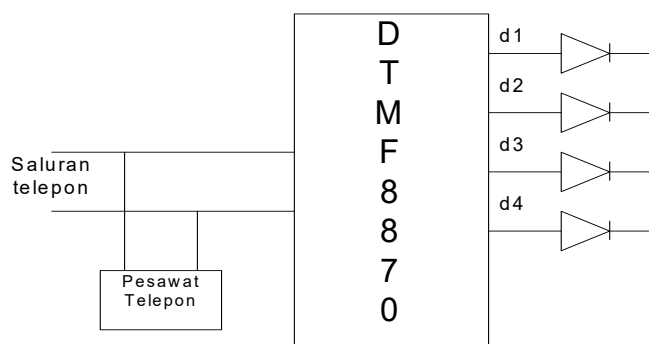 Saluran
telepon
Pesawat
Telepon
D
T
M
F
8
8
7
0
d1
d2
d3
d4